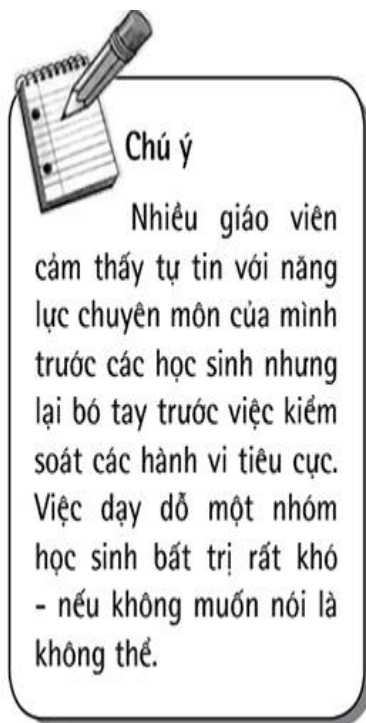 Chú ý
Nhiều giáo viên
cảm thấy tự tin với năng
lực chuyên môn của mình
trước các học sinh nhưng
lại bó tay trước việc kiểm
soát các hành vi tiêu cực.
Việc dạy dỗ một nhóm
học sinh bất trị rất khó
- nếu không muốn nói là
không thể.